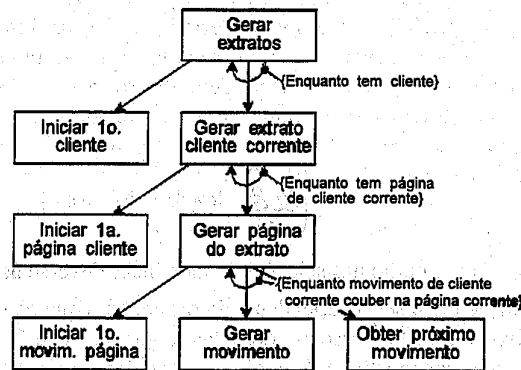 Gerar
extratos
{Enquanto tem cliente}
Iniciar 1o.
cliente
Gerar extrato
cliente corrente
{Enquanto tem página
de cliente corrente}
Iniciar 1a.
página cliente
Gerar página
do extrato
{Enquanto movimento de cliente
corrente couber na página corrente}
Iniciar 1o.
movim. página
Gerar
movimento
Obter próximo
movimento